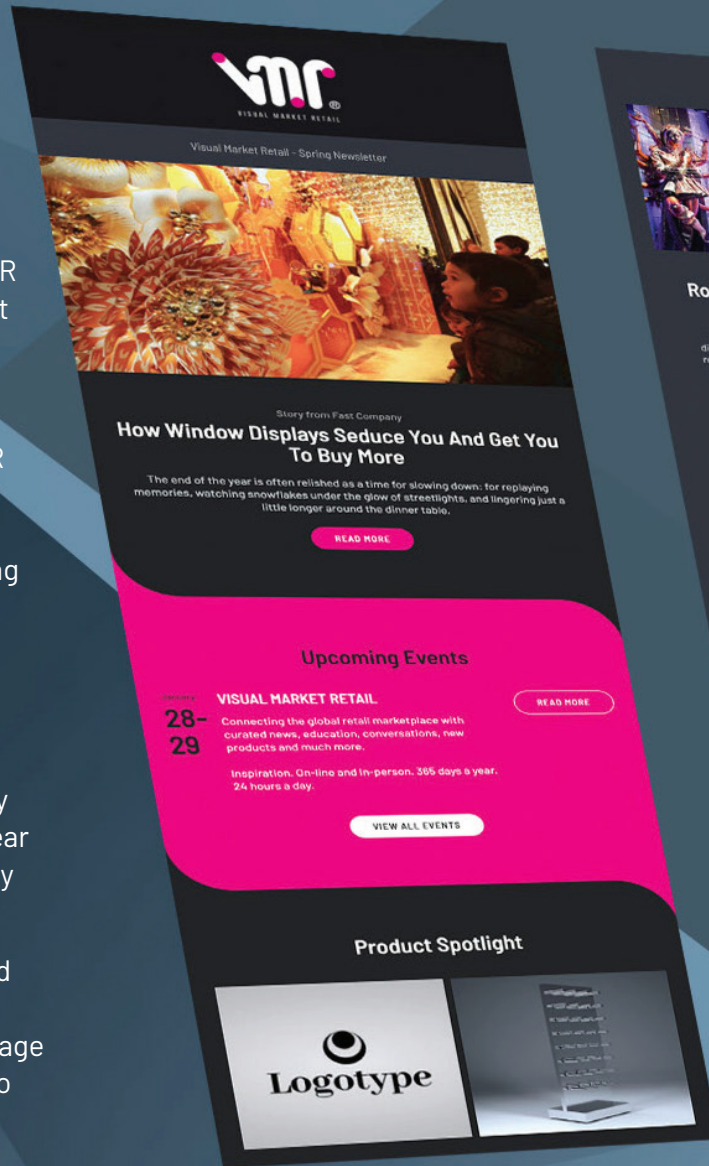 R
t
R
ng
y
ear
y
d
age
o
vmr®
VISUAL MARKET RETAIL
Visual Market Retail - Spring Newsletter
Story from Fast Company
How Window Displays Seduce You And Get You
To Buy More
The end of the year is often relished as a time for slowing down: for replaying
memories, watching snowflakes under the glow of streetlights, and lingering just a
little longer around the dinner table.
READ MORE
Upcoming Events
28-
29
VISUAL MARKET RETAIL
Connecting the global retail marketplace with
curated news, education, conversations, new
products and much more.
Inspiration. On-line and in-person. 365 days a year.
24 hours a day.
READ MORE
VIEW ALL EVENTS
Product Spotlight
Logotype
Ro
di
r